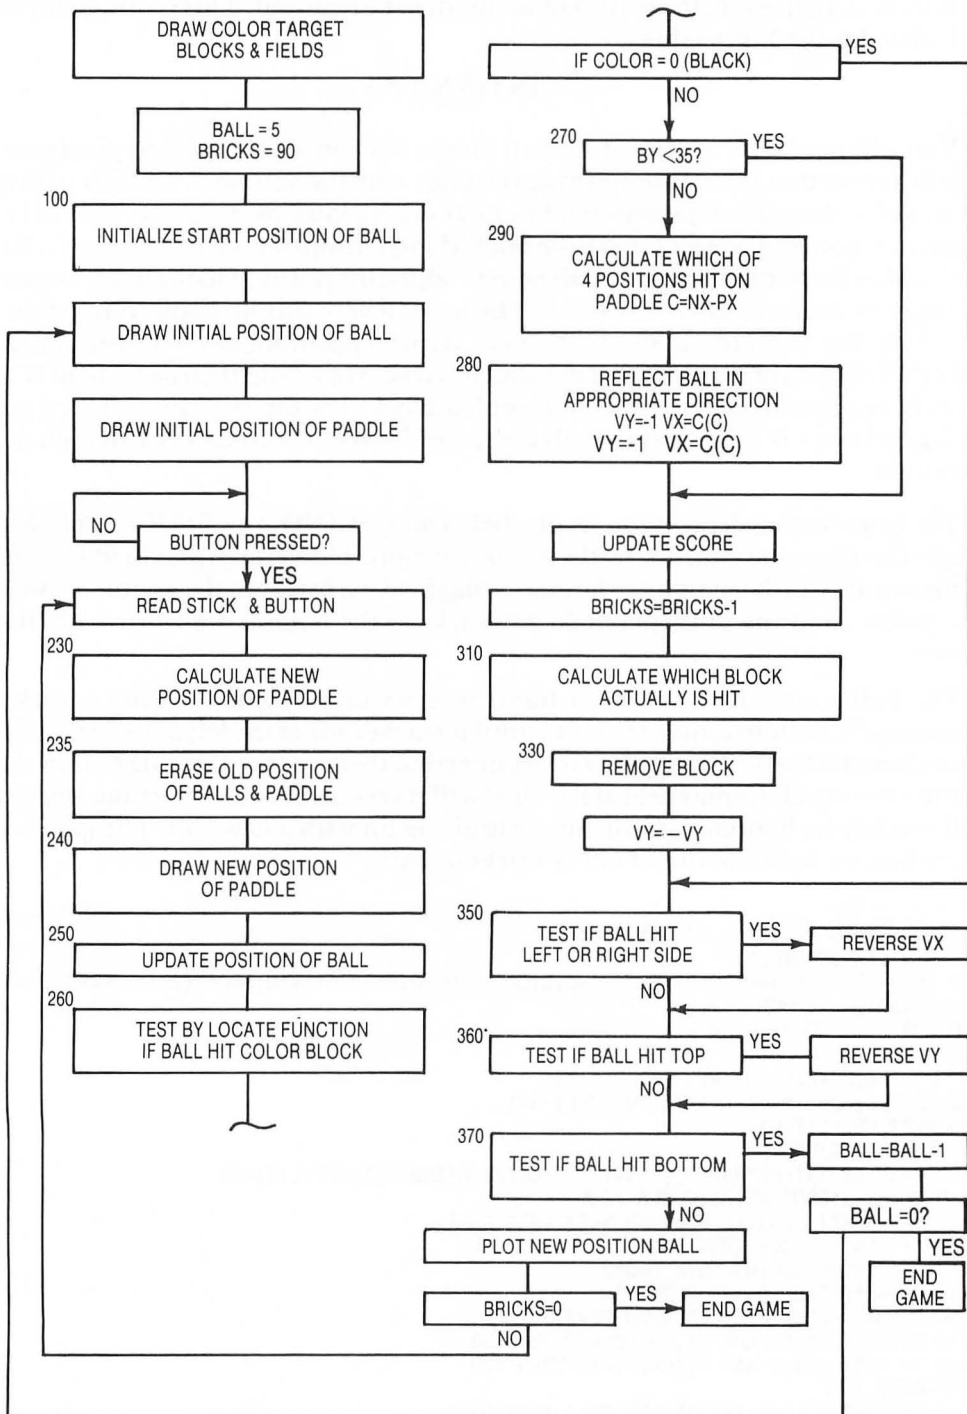 DRAW COLOR TARGET
BLOCKS & FIELDS
BALL = 5
BRICKS = 90
100
INITIALIZE START POSITION OF BALL
DRAW INITIAL POSITION OF BALL
DRAW INITIAL POSITION OF PADDLE
NO
BUTTON PRESSED?
YES
READ STICK & BUTTON
230
CALCULATE NEW
POSITION OF PADDLE
235
ERASE OLD POSITION
OF BALLS & PADDLE
240
DRAW NEW POSITION
OF PADDLE
250
UPDATE POSITION OF BALL
260
TEST BY LOCATE FUNCTION
IF BALL HIT COLOR BLOCK
IF COLOR = 0 (BLACK)
YES
NO
270
BY <35?
YES
NO
290
CALCULATE WHICH OF
4 POSITIONS HIT ON
PADDLE C=NX-PX
280
REFLECT BALL IN
APPROPRIATE DIRECTION
VY=-1 VX=C(C)
VY=-1 VX=C(C)
UPDATE SCORE
BRICKS=BRICKS-1
310
CALCULATE WHICH BLOCK
ACTUALLY IS HIT
330
REMOVE BLOCK
VY=-VY
350
TEST IF BALL HIT
LEFT OR RIGHT SIDE
YES
REVERSE VX
NO
360
TEST IF BALL HIT TOP
YES
REVERSE VY
NO
370
TEST IF BALL HIT BOTTOM
YES
BALL=BALL-1
BALL=0?
YES
END
GAME
NO
PLOT NEW POSITION BALL
BRICKS=0
YES
END GAME
NO